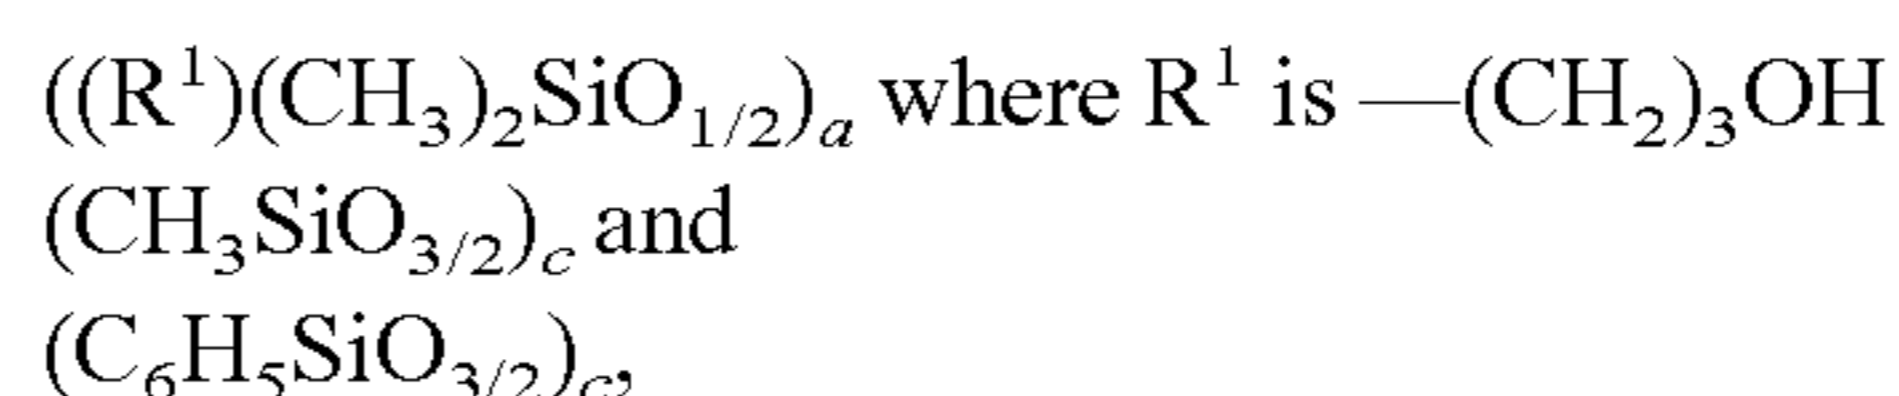 ((R¹)(CH₃)₂SiO₁/₂)ₐ where R¹ is —(CH₂)₃OH
(CH₃SiO₃/₂)c and
(C₆H₅SiO₃/₂)c,